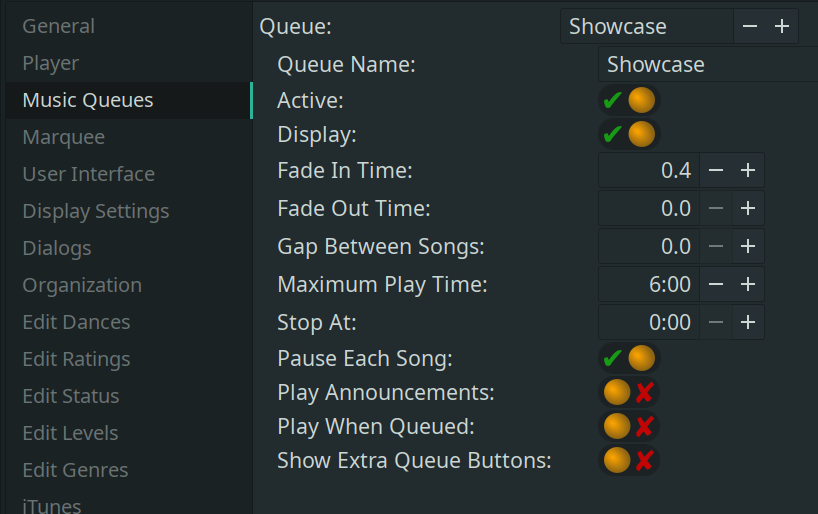 General
Player
Music Queues
Marquee
User Interface
Display Settings
Dialogs
Organization
Edit Dances
Edit Ratings
Edit Status
Edit Levels
Edit Genres
iTunes
Queue: Showcase
Queue Name: Showcase
Active:
Display:
Fade In Time: 0.4
Fade Out Time: 0.0
Gap Between Songs: 0.0
Maximum Play Time: 6:00
Stop At: 0:00
Pause Each Song:
Play Announcements:
Play When Queued:
Show Extra Queue Buttons: